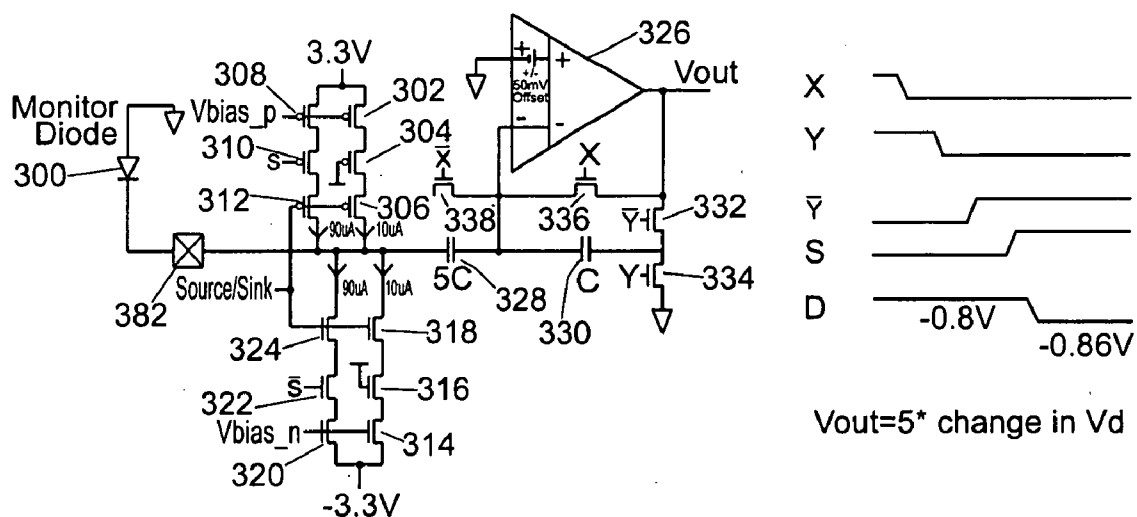 3.3V
308
302
Monitor
Diode
Vbias_p
304
310
S
300
312
306
90uA
10uA
382
Source/Sink
90uA
10uA
324
318
S̅
322
316
Vbias_n
320
314
-3.3V
326
+
+/-
50mV
Offset
-
+
-
Vout
X̅
X
338
336
Y̅
332
5C
328
C
330
Y
334
X
Y
Y̅
S
D
-0.8V
-0.86V
Vout=5* change in Vd